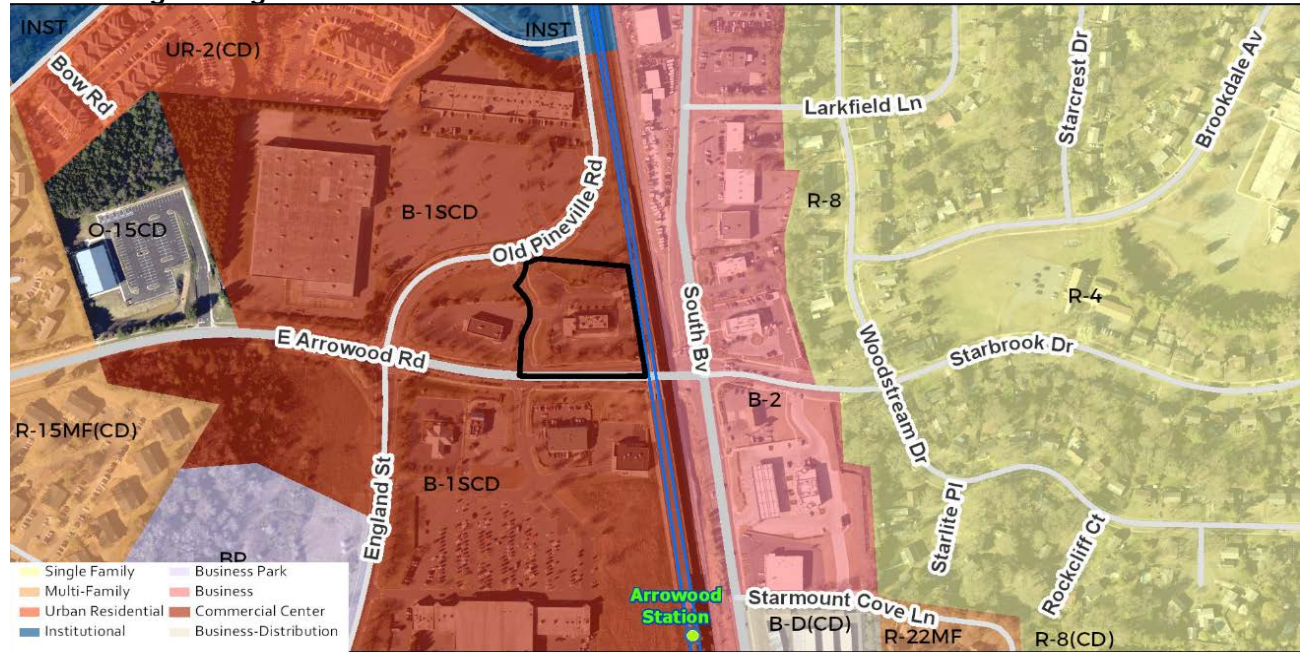 INST
UR-2(CD)
INST
Bow Rd
Larkfield Ln
Starcrest Dr
Brookdale Av
B-1SCD
R-8
O-15CD
Old Pineville Rd
South Bv
R-4
E Arrowood Rd
Woodstream Dr
Starbrook Dr
B-2
R-15MF(CD)
B-1SCD
England St
Starlite Pl
Rockcliff Ct
BP
Single Family
Multi-Family
Urban Residential
Institutional
Business Park
Business
Commercial Center
Business-Distribution
Arrowood
Station
Starmount Cove Ln
B-D(CD)
R-22MF
R-8(CD)